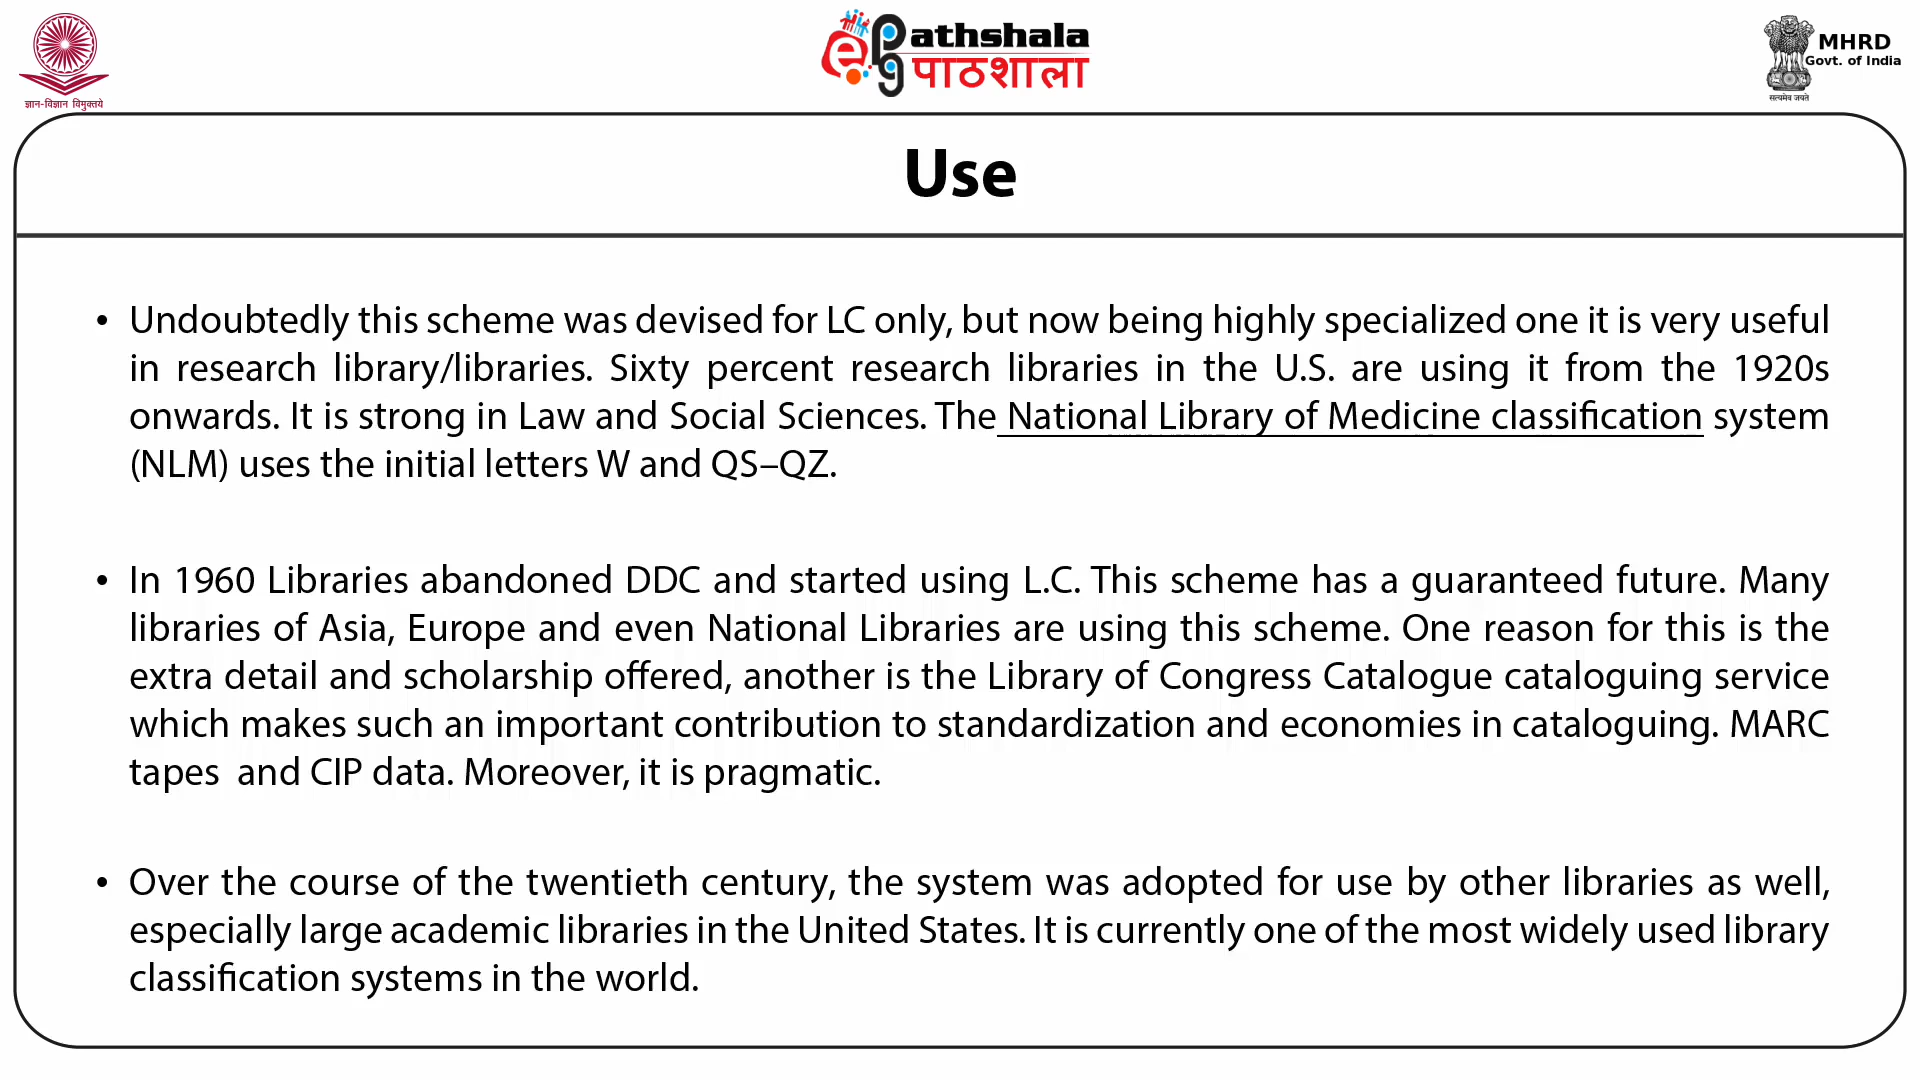 ज्ञान-विज्ञान विमुक्तये
ePGathshala
पाठशाला
MHRD
Govt. of India
सत्यमेव जयते
Use
• Undoubtedly this scheme was devised for LC only, but now being highly specialized one it is very useful
in research library/libraries. Sixty percent research libraries in the U.S. are using it from the 1920s
onwards. It is strong in Law and Social Sciences. The National Library of Medicine classification system
(NLM) uses the initial letters W and QS–QZ.
• In 1960 Libraries abandoned DDC and started using L.C. This scheme has a guaranteed future. Many
libraries of Asia, Europe and even National Libraries are using this scheme. One reason for this is the
extra detail and scholarship offered, another is the Library of Congress Catalogue cataloguing service
which makes such an important contribution to standardization and economies in cataloguing. MARC
tapes  and CIP data. Moreover, it is pragmatic.
• Over the course of the twentieth century, the system was adopted for use by other libraries as well,
especially large academic libraries in the United States. It is currently one of the most widely used library
classification systems in the world.